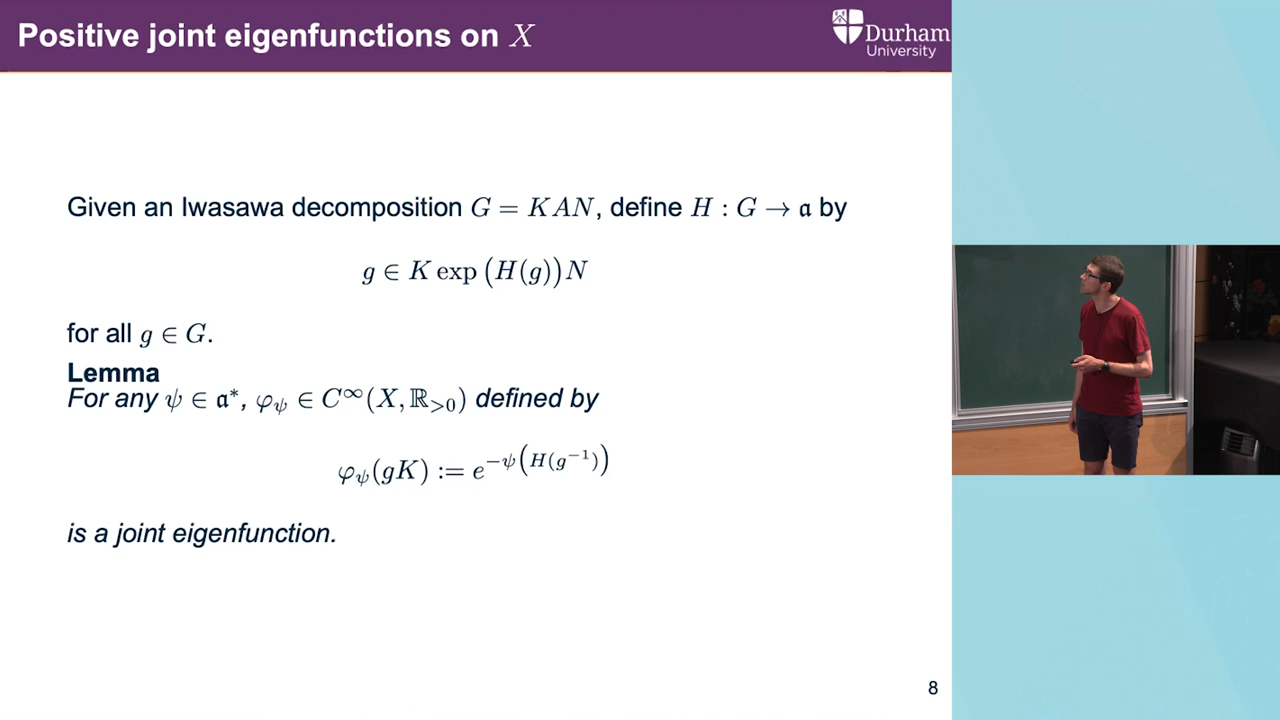 Positive joint eigenfunctions on X
Durham
University
Given an Iwasawa decomposition G = KAN, define H : G → 𝔞 by
g ∈ K exp(H(g))N
for all g ∈ G.
Lemma
For any ψ ∈ 𝔞*, φ_ψ ∈ C^∞(X, ℝ_{>0}) defined by
φ_ψ(gK) := e^{−ψ(H(g^{−1}))}
is a joint eigenfunction.
8